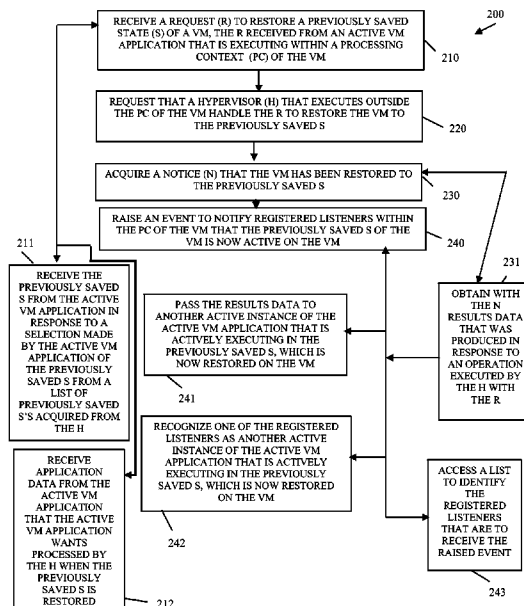 200
RECEIVE A REQUEST (R) TO RESTORE A PREVIOUSLY SAVED
STATE (S) OF A VM, THE R RECEIVED FROM AN ACTIVE VM
APPLICATION THAT IS EXECUTING WITHIN A PROCESSING
CONTEXT (PC) OF THE VM
210
REQUEST THAT A HYPERVISOR (H) THAT EXECUTES OUTSIDE
THE PC OF THE VM HANDLE THE R TO RESTORE THE VM TO
THE PREVIOUSLY SAVED S
220
ACQUIRE A NOTICE (N) THAT THE VM HAS BEEN RESTORED TO
THE PREVIOUSLY SAVED S
230
RAISE AN EVENT TO NOTIFY REGISTERED LISTENERS WITHIN
THE PC OF THE VM THAT THE PREVIOUSLY SAVED S OF THE
VM IS NOW ACTIVE ON THE VM
240
211
RECEIVE THE
PREVIOUSLY SAVED
S FROM THE ACTIVE
VM APPLICATION IN
RESPONSE TO A
SELECTION MADE
BY THE ACTIVE VM
APPLICATION OF
THE PREVIOUSLY
SAVED S FROM A
LIST OF
PREVIOUSLY SAVED
S'S ACQUIRED FROM
THE H
PASS THE RESULTS DATA TO
ANOTHER ACTIVE INSTANCE OF THE
ACTIVE VM APPLICATION THAT IS
ACTIVELY EXECUTING IN THE
PREVIOUSLY SAVED S, WHICH IS
NOW RESTORED ON THE VM
241
231
OBTAIN WITH
THE N
RESULTS DATA
THAT WAS
PRODUCED IN
RESPONSE TO
AN OPERATION
EXECUTED BY
THE H WITH
THE R
RECOGNIZE ONE OF THE REGISTERED
LISTENERS AS ANOTHER ACTIVE
INSTANCE OF THE ACTIVE VM
APPLICATION THAT IS ACTIVELY
EXECUTING IN THE PREVIOUSLY
SAVED S, WHICH IS NOW RESTORED
ON THE VM
242
RECEIVE
APPLICATION
DATA FROM THE
ACTIVE VM
APPLICATION THAT
THE ACTIVE VM
APPLICATION
WANTS
PROCESSED BY
THE H WHEN THE
PREVIOUSLY
SAVED S IS
RESTORED
212
ACCESS A LIST
TO IDENTIFY
THE
REGISTERED
LISTENERS
THAT ARE TO
RECEIVE THE
RAISED EVENT
243